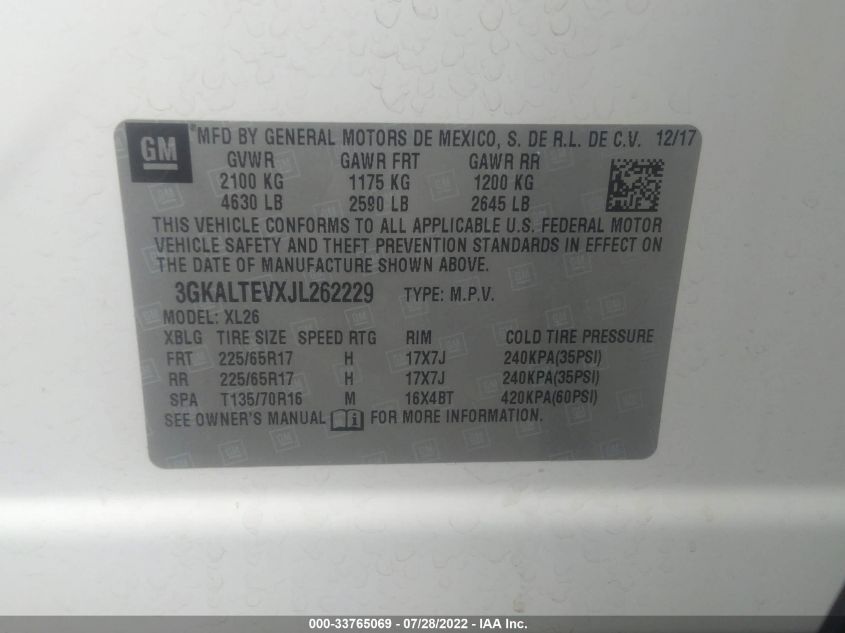 GM
MFD BY GENERAL MOTORS DE MEXICO, S. DE R.L. DE C.V. 12/17
GVWR GAWR FRT GAWR RR
2100 KG 1175 KG 1200 KG
4630 LB 2590 LB 2645 LB
THIS VEHICLE CONFORMS TO ALL APPLICABLE U.S. FEDERAL MOTOR
VEHICLE SAFETY AND THEFT PREVENTION STANDARDS IN EFFECT ON
THE DATE OF MANUFACTURE SHOWN ABOVE.
3GKALTEVXJL262229 TYPE: M.P.V.
MODEL: XL26
XBLG TIRE SIZE SPEED RTG RIM COLD TIRE PRESSURE
FRT 225/65R17 H 17X7J 240KPA(35PSI)
RR 225/65R17 H 17X7J 240KPA(35PSI)
SPA T135/70R16 M 16X4BT 420KPA(60PSI)
SEE OWNER'S MANUAL i FOR MORE INFORMATION.
000-33765069 - 07/28/2022 - IAA Inc.